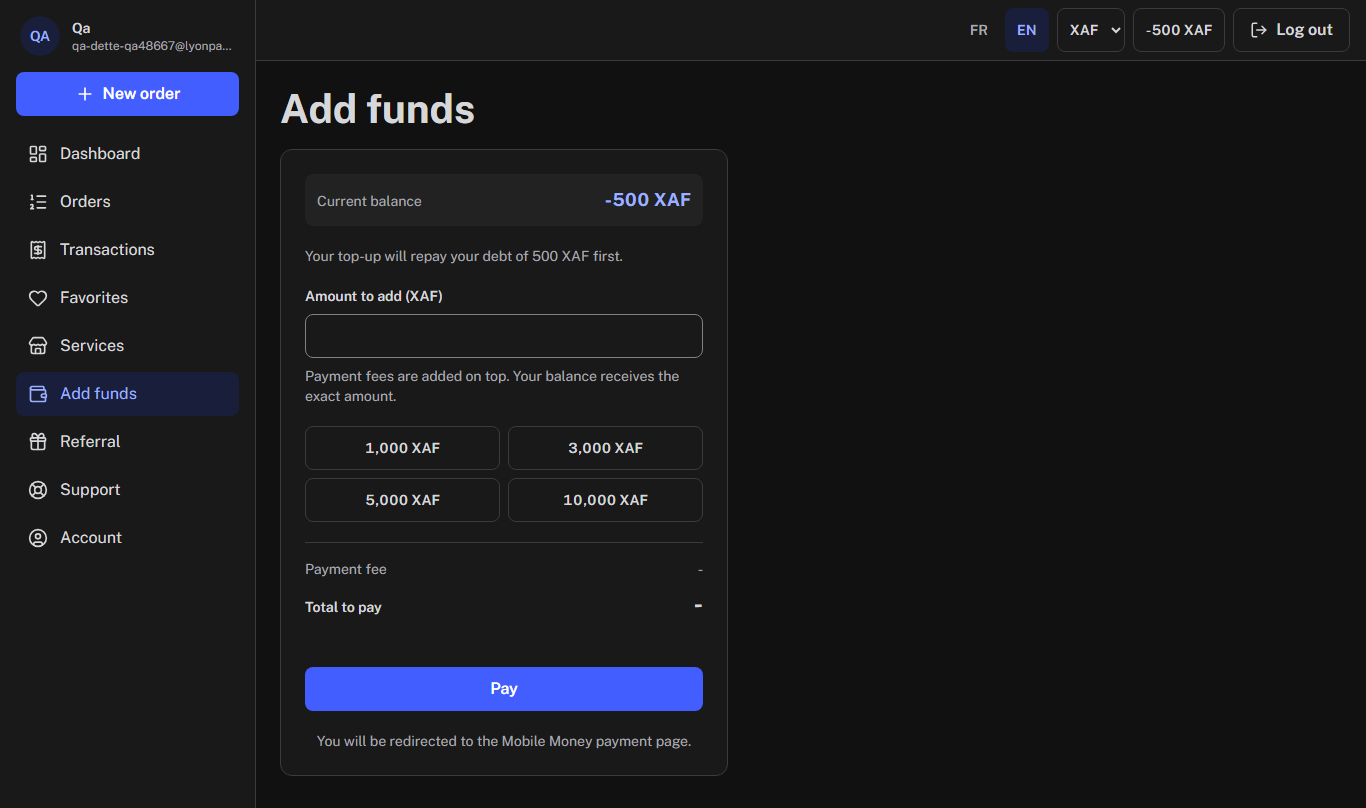 QA
Qa
qa-dette-qa48667@lyonpa...
New order
Dashboard
Orders
Transactions
Favorites
Services
Add funds
Referral
Support
Account
FR
EN
XAF
-500 XAF
Log out
Add funds
Current balance
-500 XAF
Your top-up will repay your debt of 500 XAF first.
Amount to add (XAF)
Payment fees are added on top. Your balance receives the
exact amount.
1,000 XAF
3,000 XAF
5,000 XAF
10,000 XAF
Payment fee
-
Total to pay
-
Pay
You will be redirected to the Mobile Money payment page.